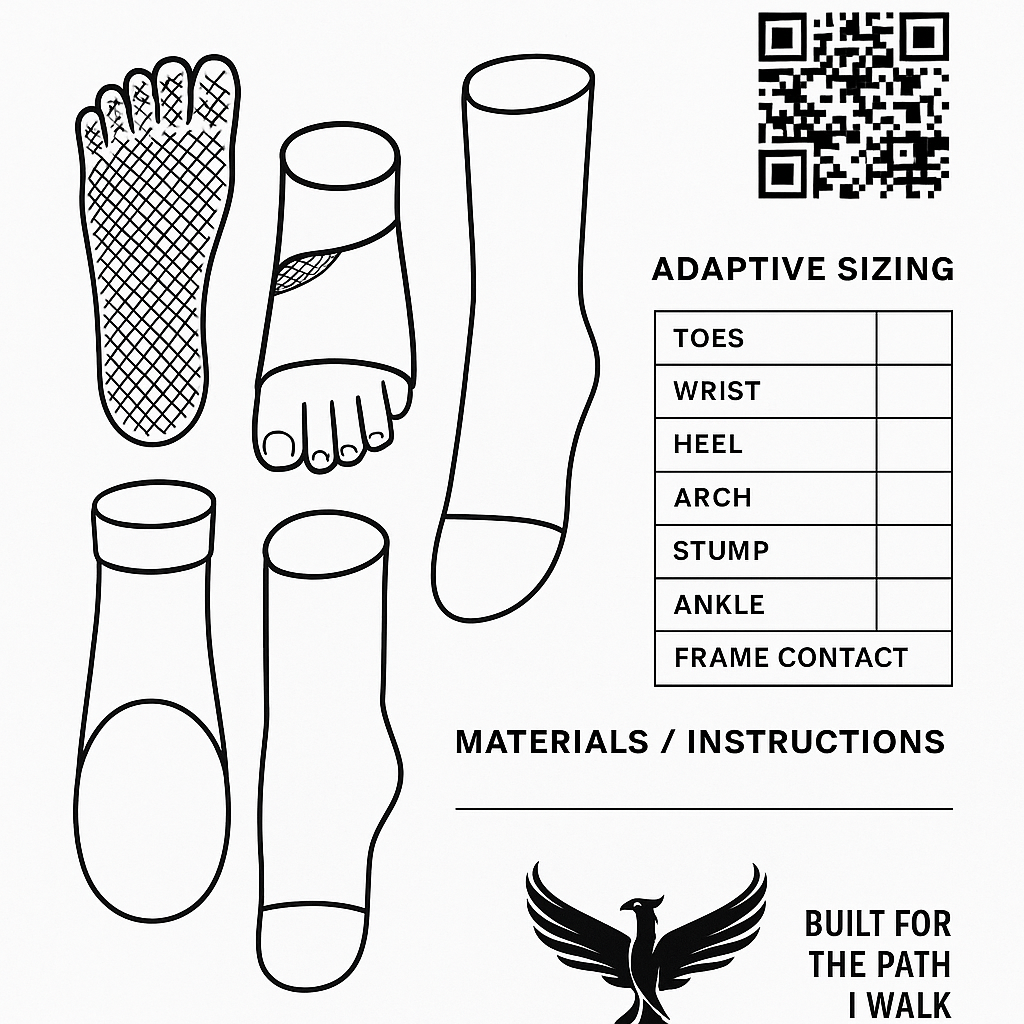 ADAPTIVE SIZING
TOES
WRIST
HEEL
ARCH
STUMP
ANKLE
FRAME CONTACT
MATERIALS / INSTRUCTIONS
BUILT FOR
THE PATH
I WALK